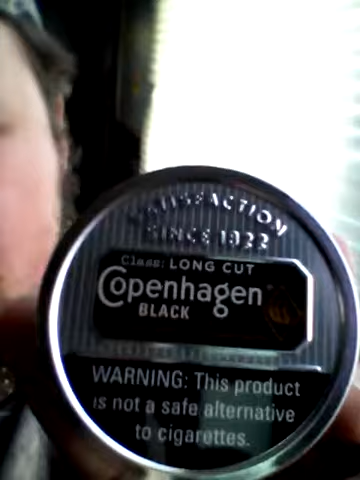 SATISFACTION
SINCE 1822
Class: LONG CUT
Copenhagen
BLACK
WARNING: This product
is not a safe alternative
to cigarettes.